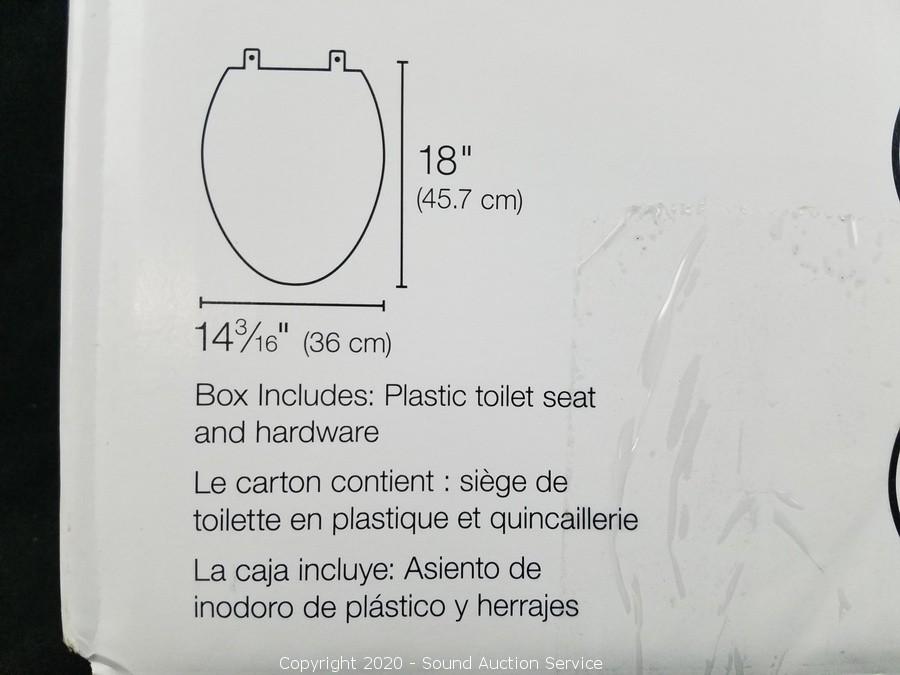 18"
(45.7 cm)
14 3/16" (36 cm)
Box Includes: Plastic toilet seat
and hardware
Le carton contient : siège de
toilette en plastique et quincaillerie
La caja incluye: Asiento de
inodoro de plástico y herrajes
Copyright 2020 - Sound Auction Service